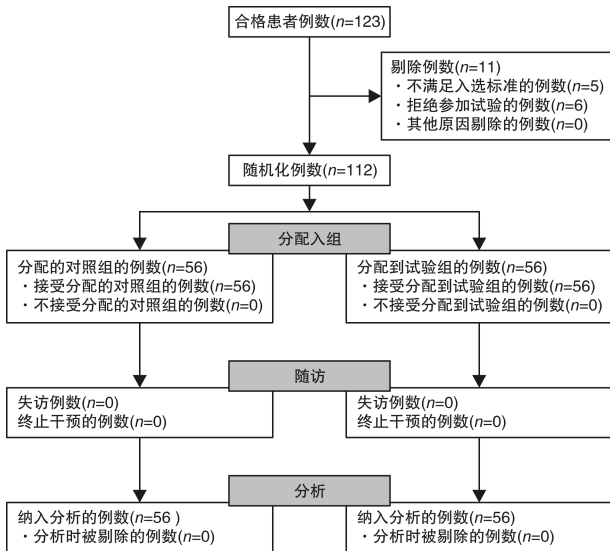 合格患者例数(n=123)
剔除例数(n=11)
・不满足入选标准的例数(n=5)
・拒绝参加试验的例数(n=6)
・其他原因剔除的例数(n=0)
随机化例数(n=112)
分配入组
分配的对照组的例数(n=56)
・接受分配的对照组的例数(n=56)
・不接受分配的对照组的例数(n=0)
分配到试验组的例数(n=56)
・接受分配到试验组的例数(n=56)
・不接受分配到试验组的例数(n=0)
随访
失访例数(n=0)
终止干预的例数(n=0)
失访例数(n=0)
终止干预的例数(n=0)
分析
纳入分析的例数(n=56 )
・分析时被剔除的例数(n=0)
纳入分析的例数(n=56)
・分析时被剔除的例数(n=0)